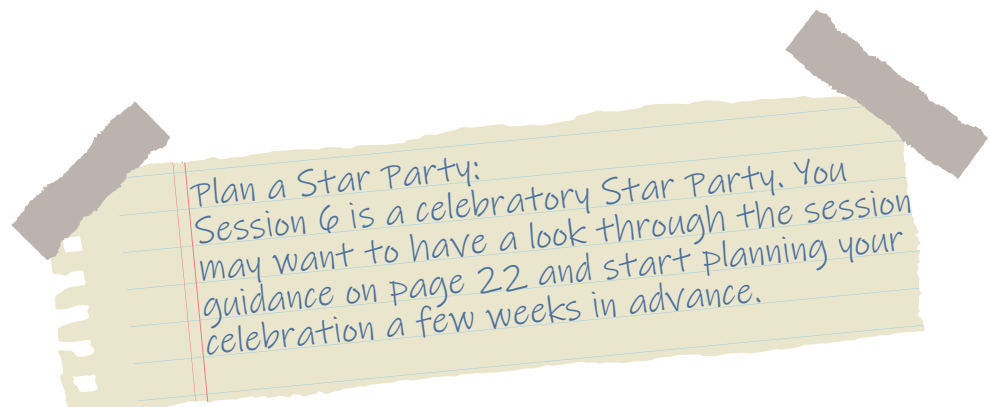 Plan a Star Party:
Session 6 is a celebratory Star Party. You
may want to have a look through the session
guidance on page 22 and start planning your
celebration a few weeks in advance.